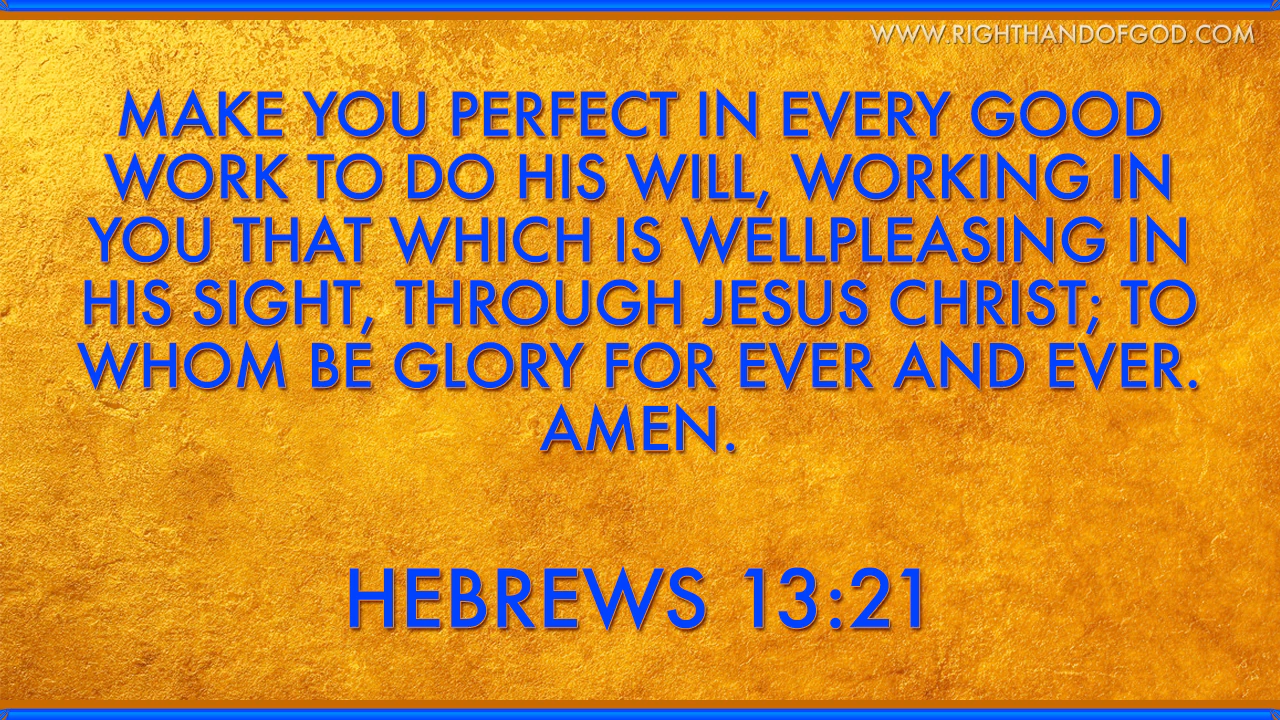 WWW.RIGHTHANDOFGOD.COM
MAKE YOU PERFECT IN EVERY GOOD
WORK TO DO HIS WILL, WORKING IN
YOU THAT WHICH IS WELLPLEASING IN
HIS SIGHT, THROUGH JESUS CHRIST; TO
WHOM BE GLORY FOR EVER AND EVER.
AMEN.
HEBREWS 13:21